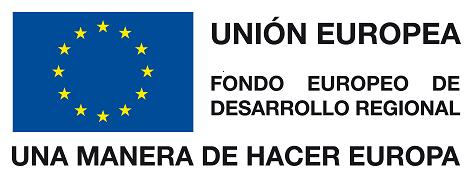 UNIÓN EUROPEA
FONDO EUROPEO DE
DESARROLLO REGIONAL
UNA MANERA DE HACER EUROPA